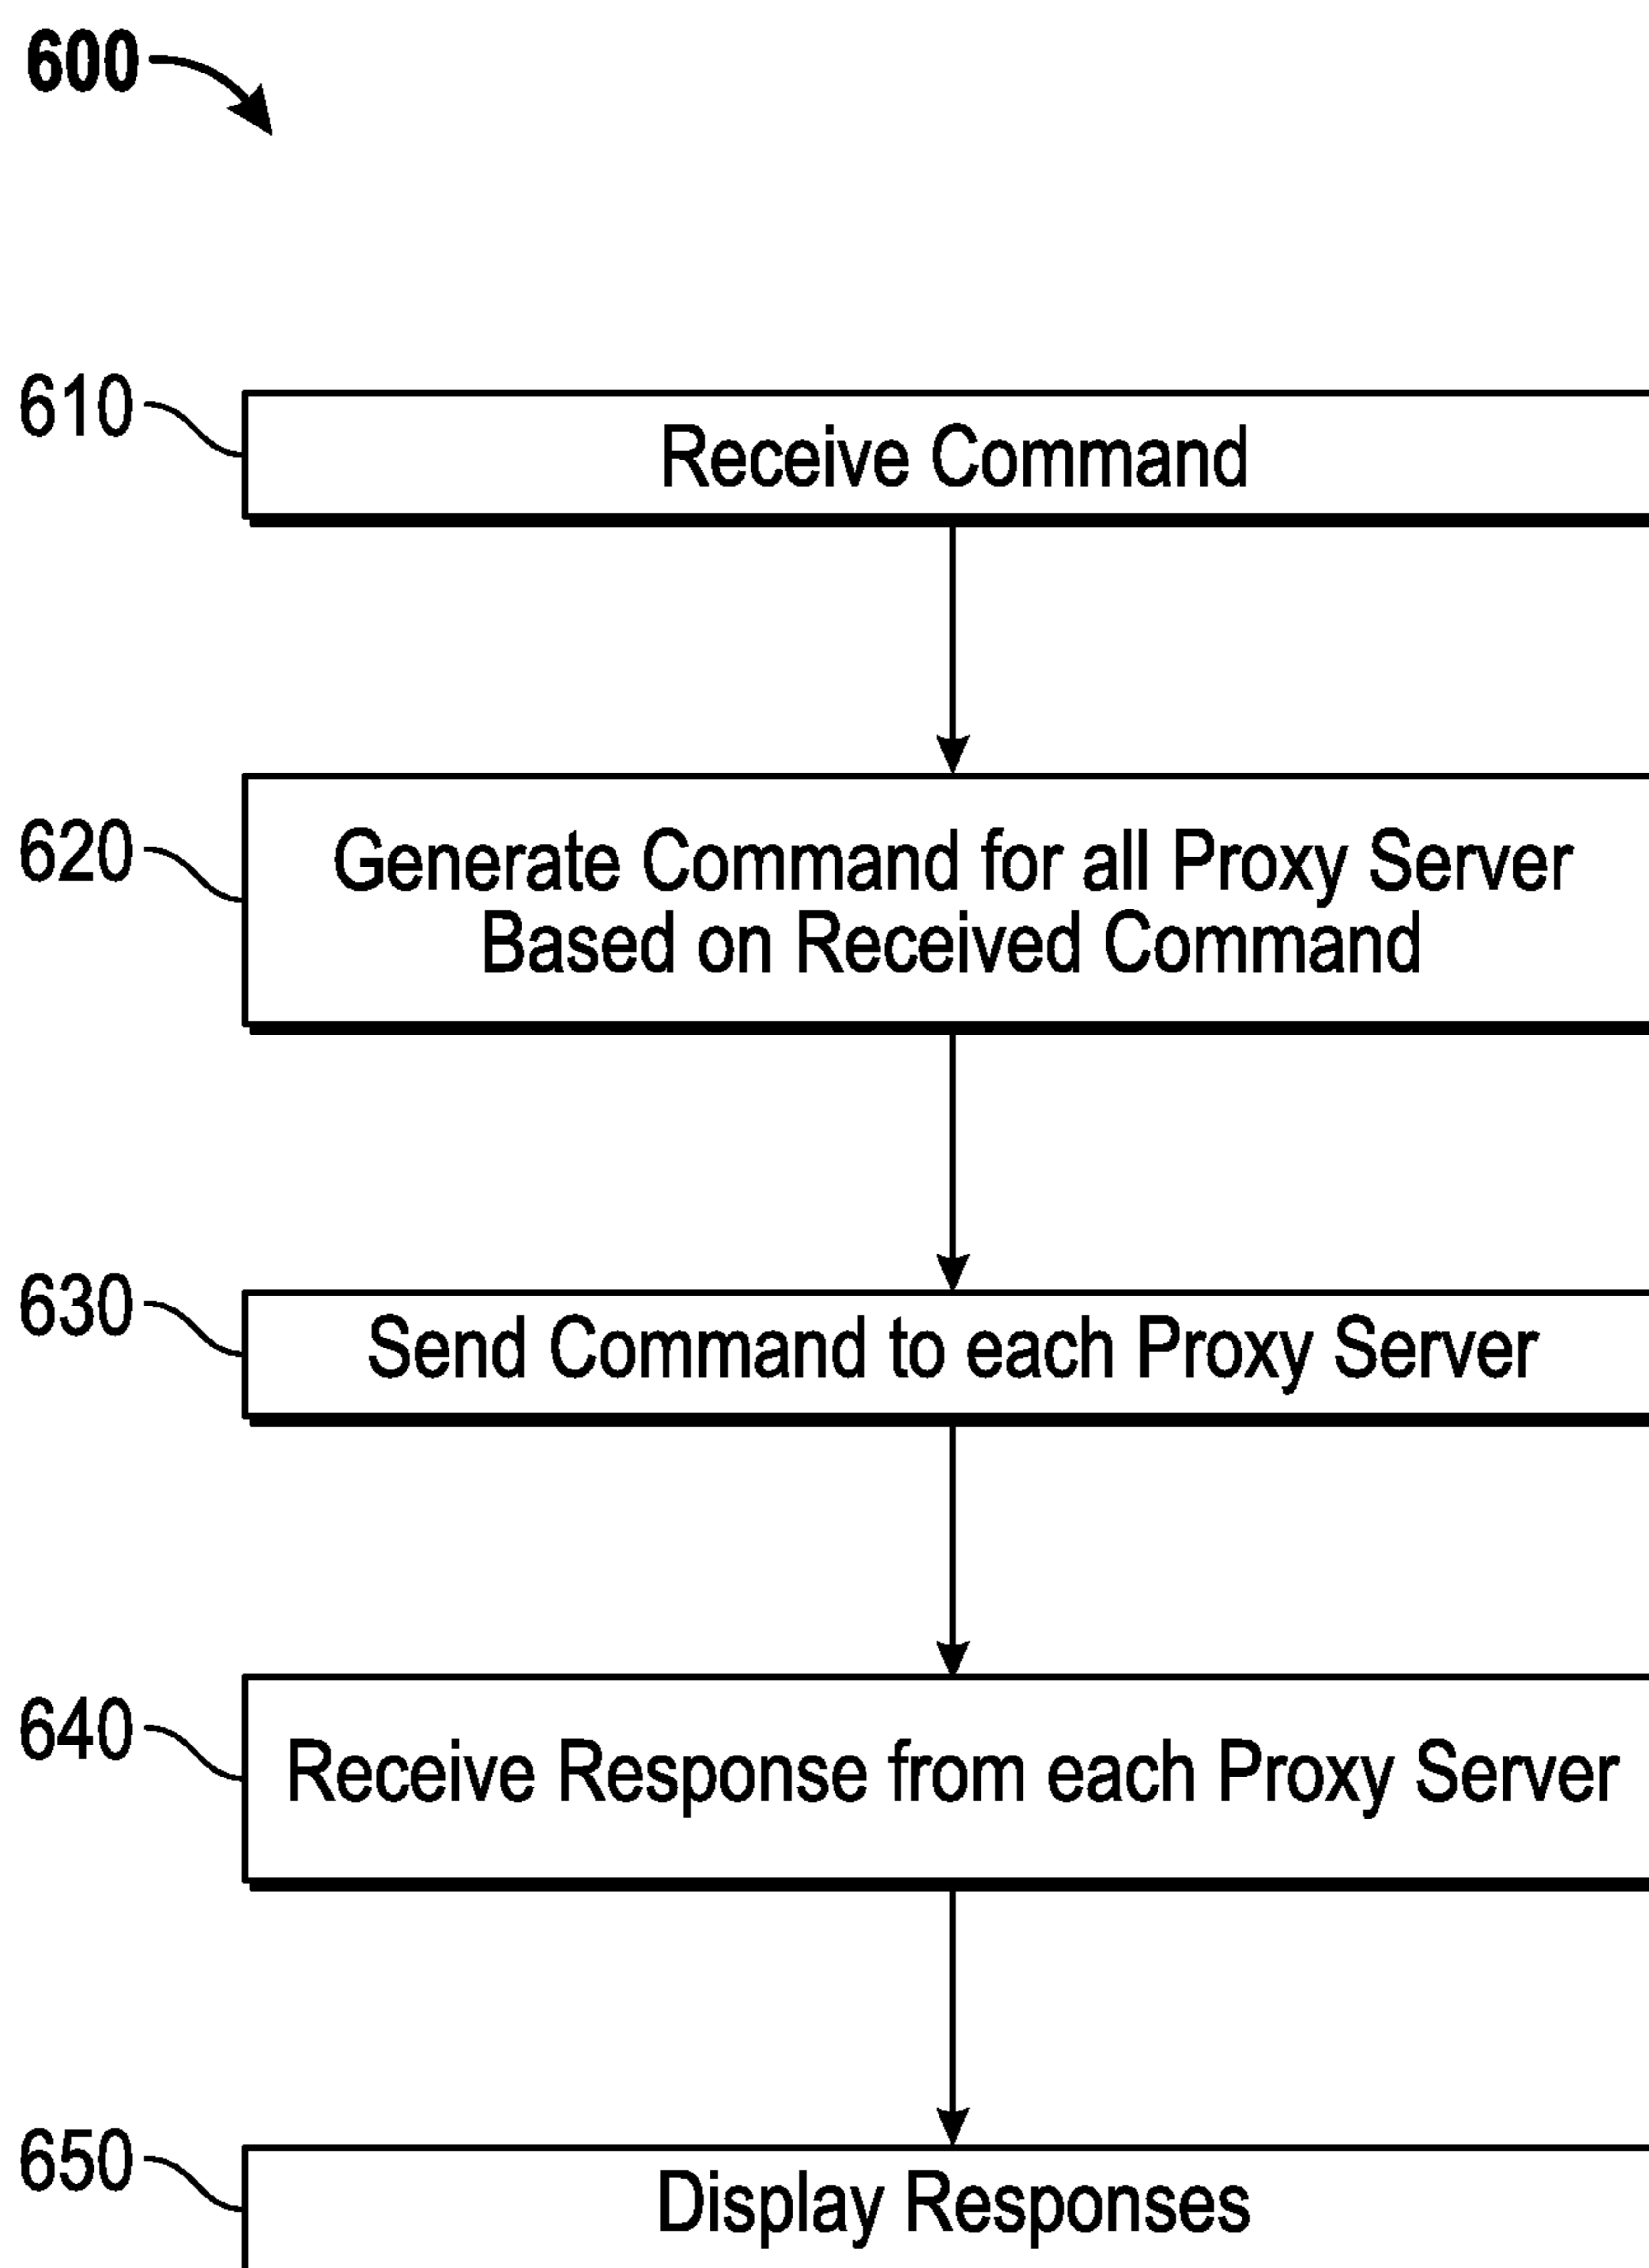 600
610
Receive Command
620
Generate Command for all Proxy Server
Based on Received Command
630
Send Command to each Proxy Server
640
Receive Response from each Proxy Server
650
Display Responses